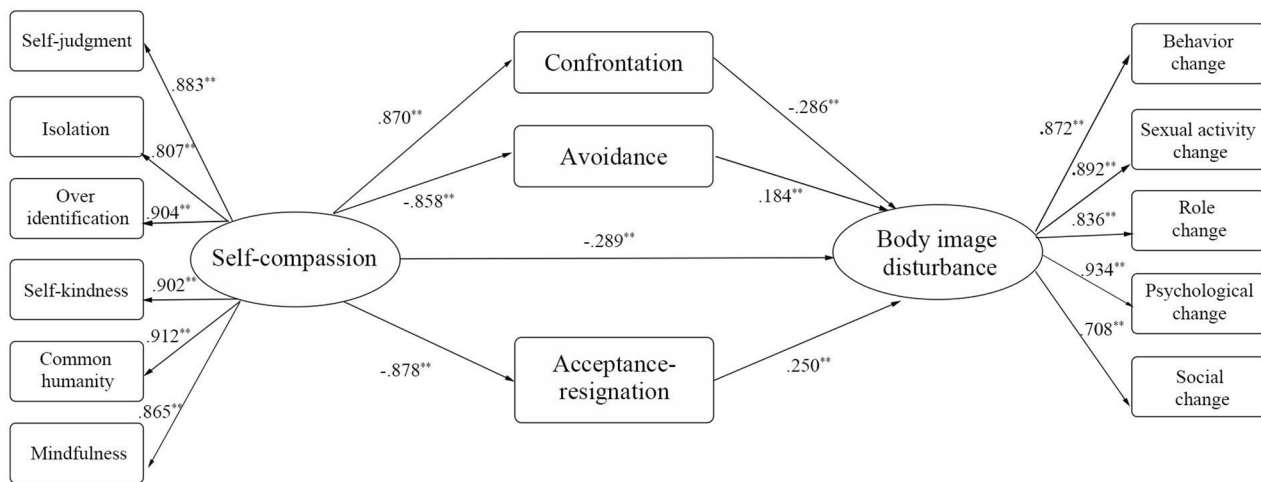 Self-judgment
Isolation
Over
identification
Self-kindness
Common
humanity
Mindfulness
.883**
.807**
.904**
.902**
.912**
.865**
Self-compassion
.870**
-.858**
-.289**
-.878**
Confrontation
Avoidance
Acceptance-
resignation
-.286**
.184**
.250**
Body image
disturbance
.872**
.892**
.836**
.934**
.708**
Behavior
change
Sexual activity
change
Role
change
Psychological
change
Social
change